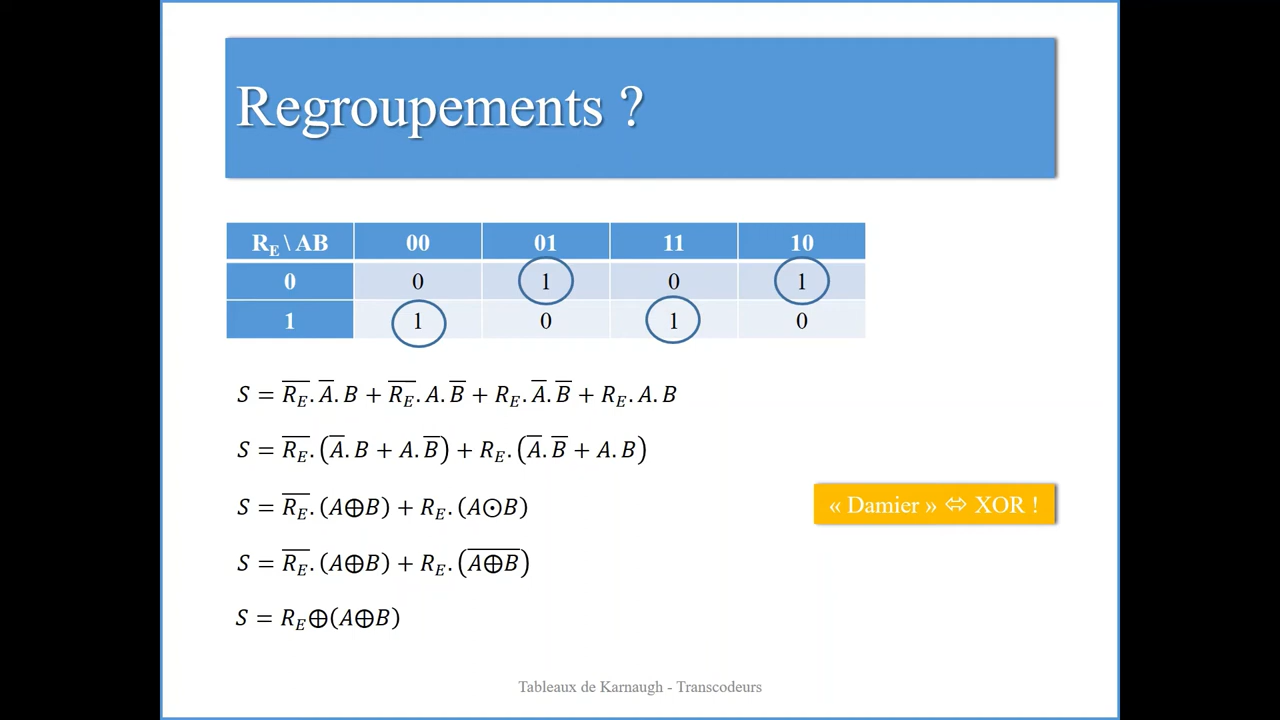 Regroupements ?
R_E \ AB 00 01 11 10
0 0 1 0 1
1 1 0 1 0
S = R̅_E̅.A̅.B + R̅_E̅.A.B̅ + R_E.A̅.B̅ + R_E.A.B
S = R̅_E̅.(A̅.B + A.B̅) + R_E.(A̅.B̅ + A.B)
S = R̅_E̅.(A⊕B) + R_E.(A⊙B)
« Damier » ⇔ XOR !
S = R̅_E̅.(A⊕B) + R_E.(A̅⊕̅B̅)
S = R_E⊕(A⊕B)
Tableaux de Karnaugh - Transcodeurs